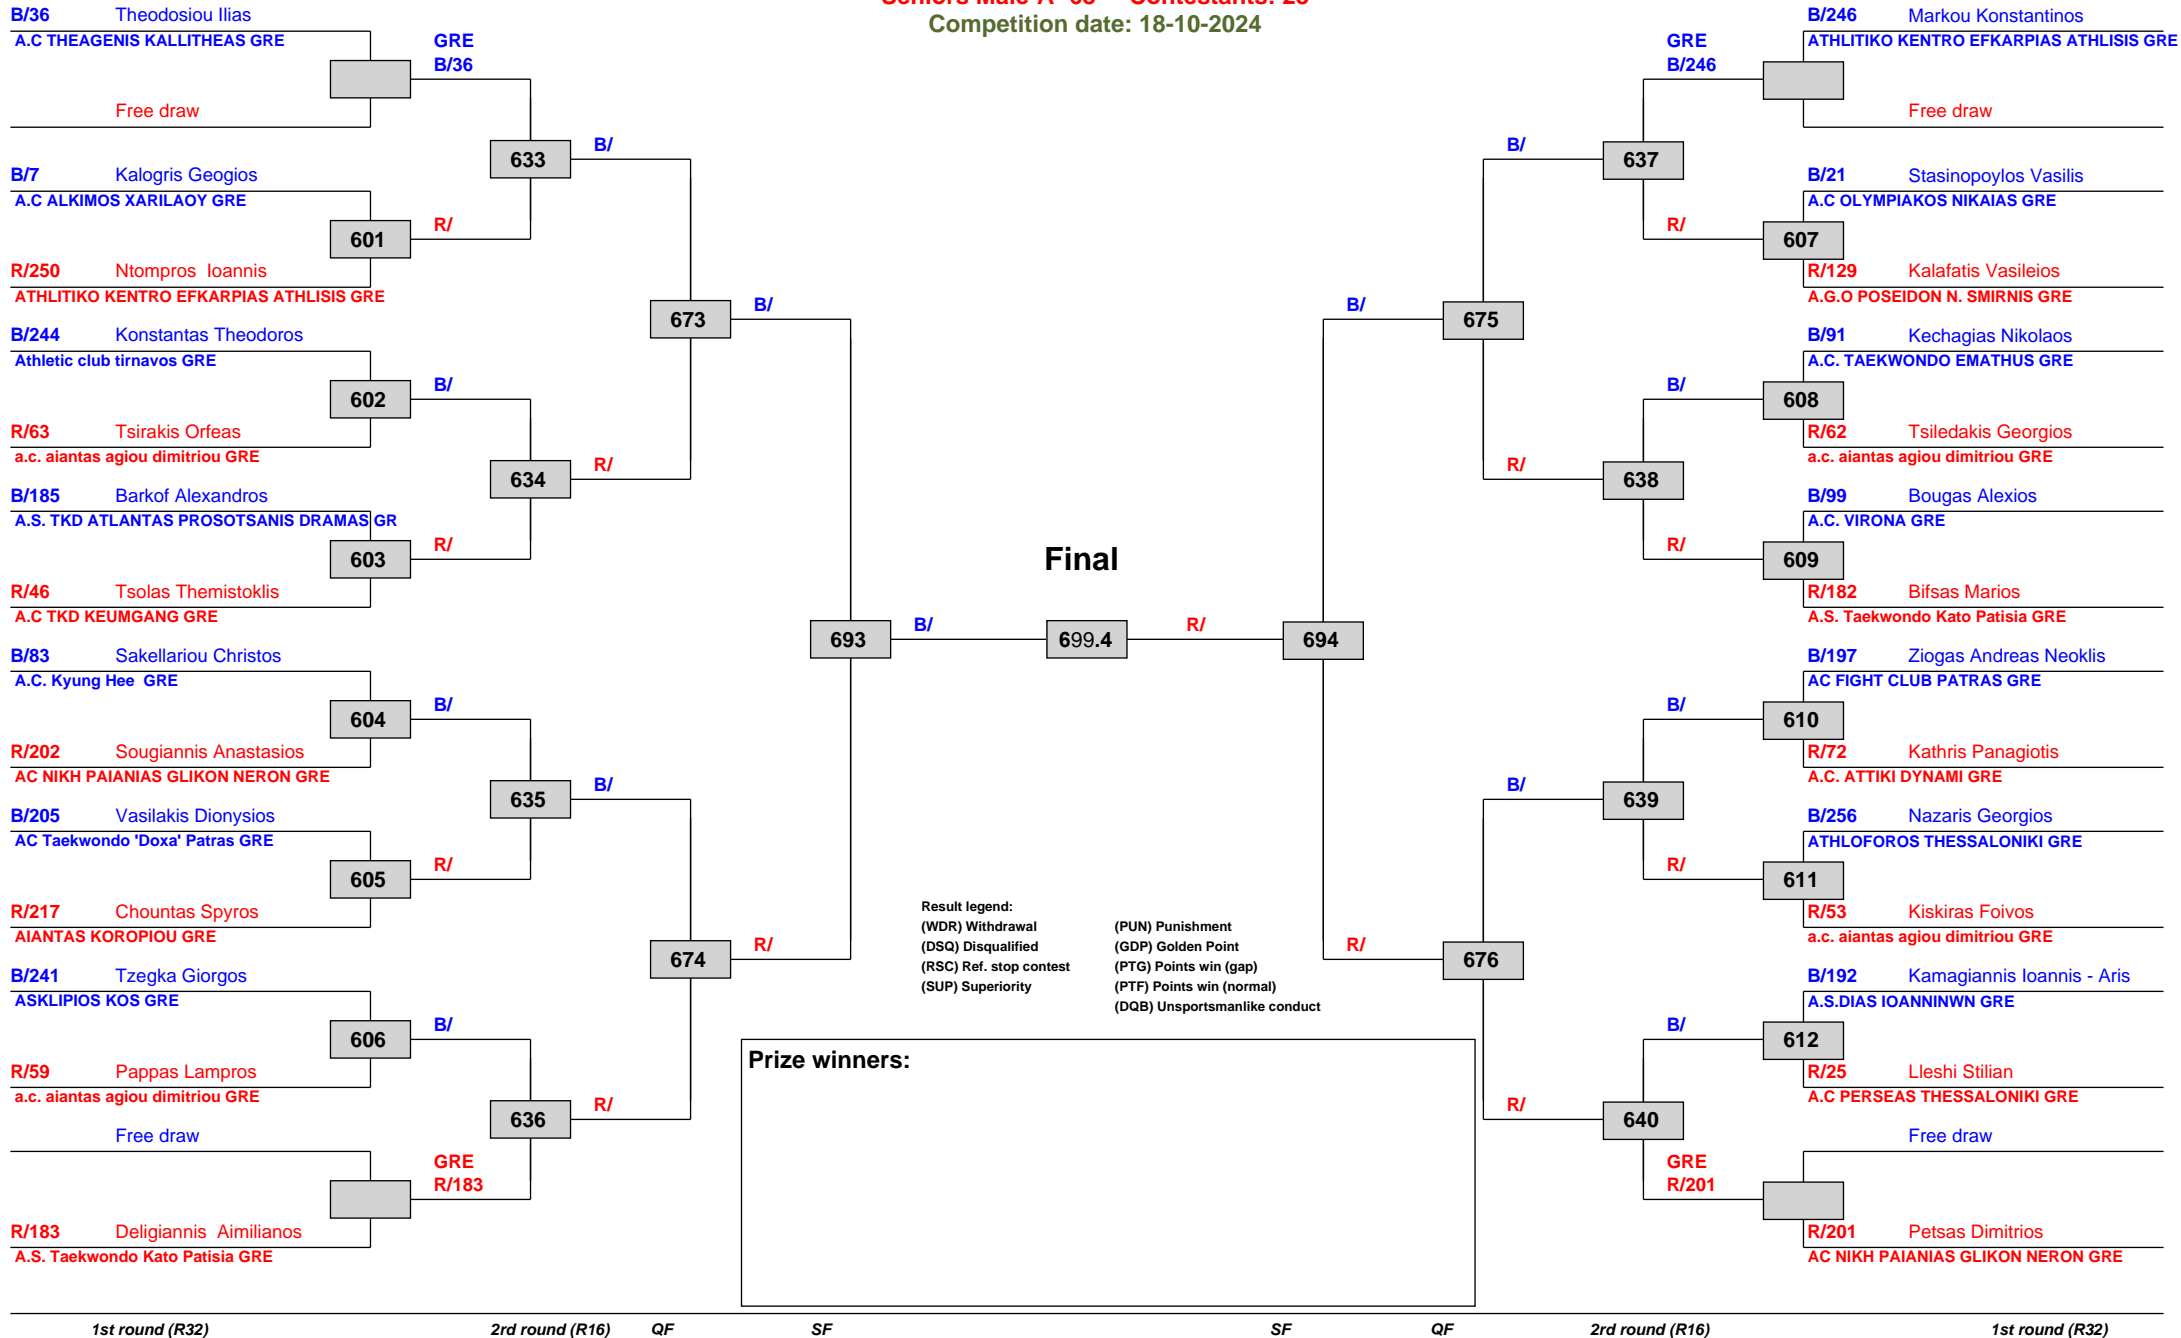 Competition date: 18-10-2024
B/36 Theodosiou Ilias
A.C THEAGENIS KALLITHEAS GRE
GRE
B/36
Free draw
633
B/
B/7 Kalogris Geogios
A.C ALKIMOS XARILAOY GRE
601
R/
R/250 Ntompros Ioannis
ATHLITIKO KENTRO EFKARPIAS ATHLISIS GRE
673
B/
B/244 Konstantas Theodoros
Athletic club tirnavos GRE
602
B/
R/63 Tsirakis Orfeas
a.c. aiantas agiou dimitriou GRE
634
R/
B/185 Barkof Alexandros
A.S. TKD ATLANTAS PROSOTSANIS DRAMAS GR
603
R/
R/46 Tsolas Themistoklis
A.C TKD KEUMGANG GRE
693
B/
B/83 Sakellariou Christos
A.C. Kyung Hee GRE
604
B/
R/202 Sougiannis Anastasios
AC NIKH PAIANIAS GLIKON NERON GRE
635
B/
B/205 Vasilakis Dionysios
AC Taekwondo 'Doxa' Patras GRE
605
R/
R/217 Chountas Spyros
AIANTAS KOROPIOU GRE
674
R/
B/241 Tzegka Giorgos
ASKLIPIOS KOS GRE
606
B/
R/59 Pappas Lampros
a.c. aiantas agiou dimitriou GRE
636
R/
Free draw
GRE
R/183
R/183 Deligiannis Aimilianos
A.S. Taekwondo Kato Patisia GRE
Final
699.4
R/
694
B/246 Markou Konstantinos
ATHLITIKO KENTRO EFKARPIAS ATHLISIS GRE
GRE
B/246
Free draw
B/
637
B/21 Stasinopoylos Vasilis
A.C OLYMPIAKOS NIKAIAS GRE
R/
607
R/129 Kalafatis Vasileios
A.G.O POSEIDON N. SMIRNIS GRE
B/
675
B/91 Kechagias Nikolaos
A.C. TAEKWONDO EMATHUS GRE
B/
608
R/62 Tsiledakis Georgios
a.c. aiantas agiou dimitriou GRE
R/
638
B/99 Bougas Alexios
A.C. VIRONA GRE
R/
609
R/182 Bifsas Marios
A.S. Taekwondo Kato Patisia GRE
B/197 Ziogas Andreas Neoklis
AC FIGHT CLUB PATRAS GRE
B/
610
R/72 Kathris Panagiotis
A.C. ATTIKI DYNAMI GRE
B/
639
B/256 Nazaris Georgios
ATHLOFOROS THESSALONIKI GRE
R/
611
R/53 Kiskiras Foivos
a.c. aiantas agiou dimitriou GRE
R/
676
B/192 Kamagiannis Ioannis - Aris
A.S.DIAS IOANNINWN GRE
B/
612
R/25 Lleshi Stilian
A.C PERSEAS THESSALONIKI GRE
R/
640
Free draw
GRE
R/201
R/201 Petsas Dimitrios
AC NIKH PAIANIAS GLIKON NERON GRE
Result legend:
(WDR) Withdrawal (PUN) Punishment
(DSQ) Disqualified (GDP) Golden Point
(RSC) Ref. stop contest (PTG) Points win (gap)
(SUP) Superiority (PTF) Points win (normal)
(DQB) Unsportsmanlike conduct
Prize winners:
1st round (R32) 2rd round (R16) QF SF SF QF 2rd round (R16) 1st round (R32)